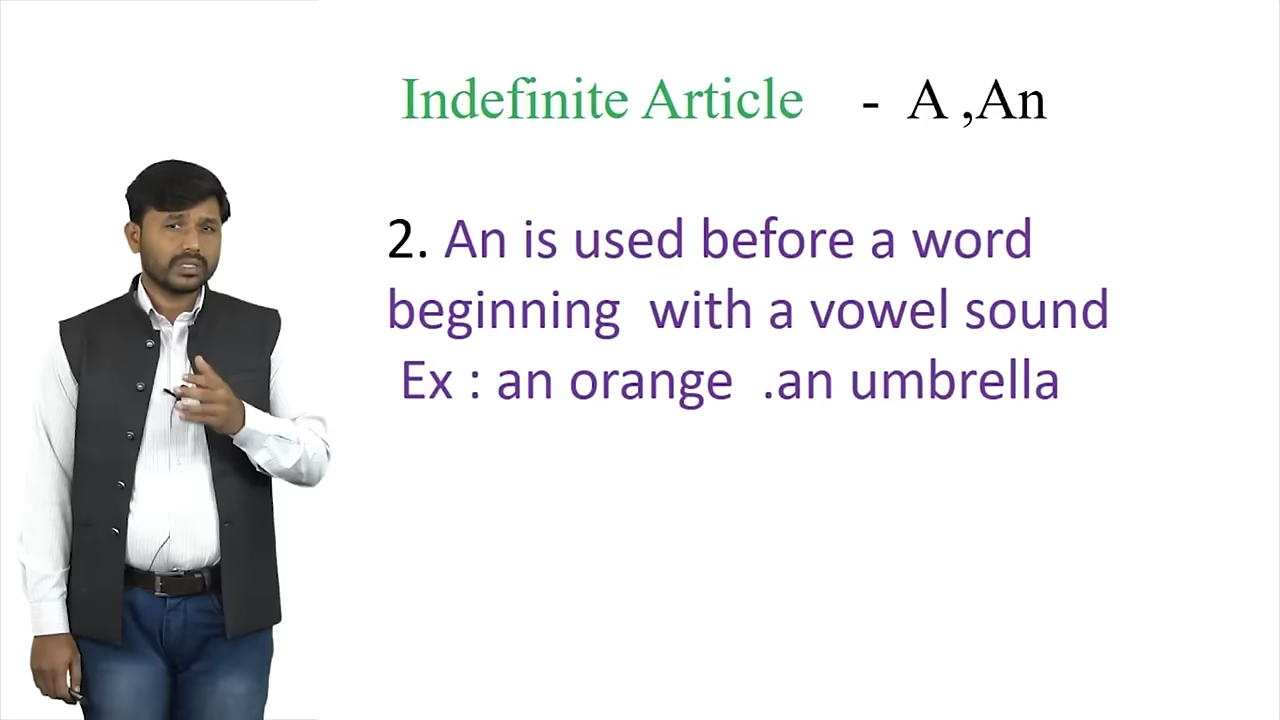 Indefinite Article - A ,An
2. An is used before a word
beginning with a vowel sound
Ex : an orange .an umbrella